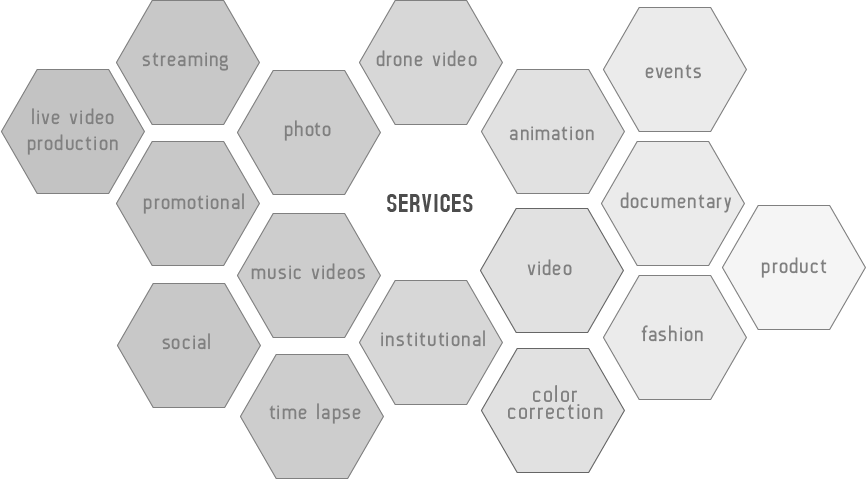 streaming
drone video
events
live video
production
photo
animation
promotional
SERVICES
documentary
music videos
video
product
social
institutional
fashion
time lapse
color
correction